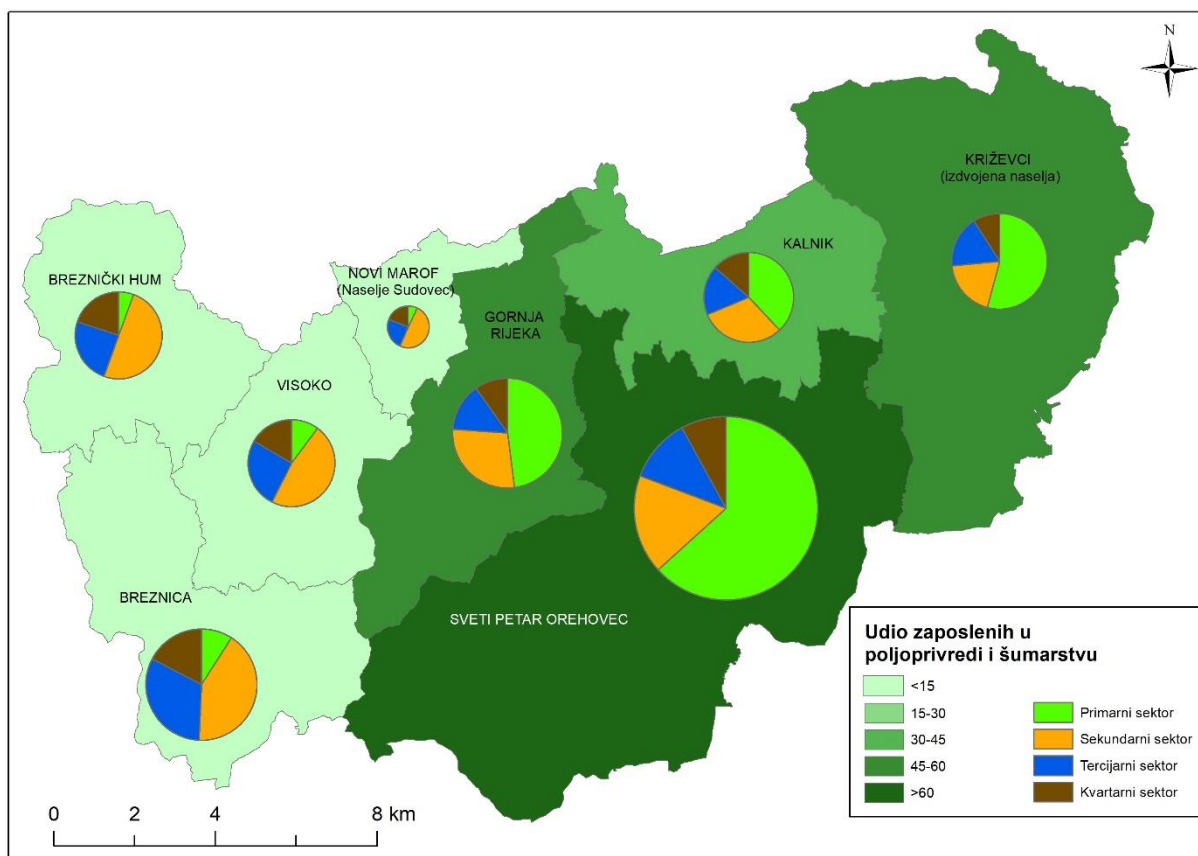 N
KRIŽEVCI
(izdvojena naselja)
KALNIK
BREZNIČKI HUM
NOVI MAROF
(Naselje Sudovec)
GORNJA
RIJEKA
VISOKO
BREZNICA
SVETI PETAR OREHOVEC
Udio zaposlenih u
poljoprivredi i šumarstvu
<15
15-30
30-45
45-60
>60
Primarni sektor
Sekundarni sektor
Tercijarni sektor
Kvartarni sektor
0 2 4 8 km